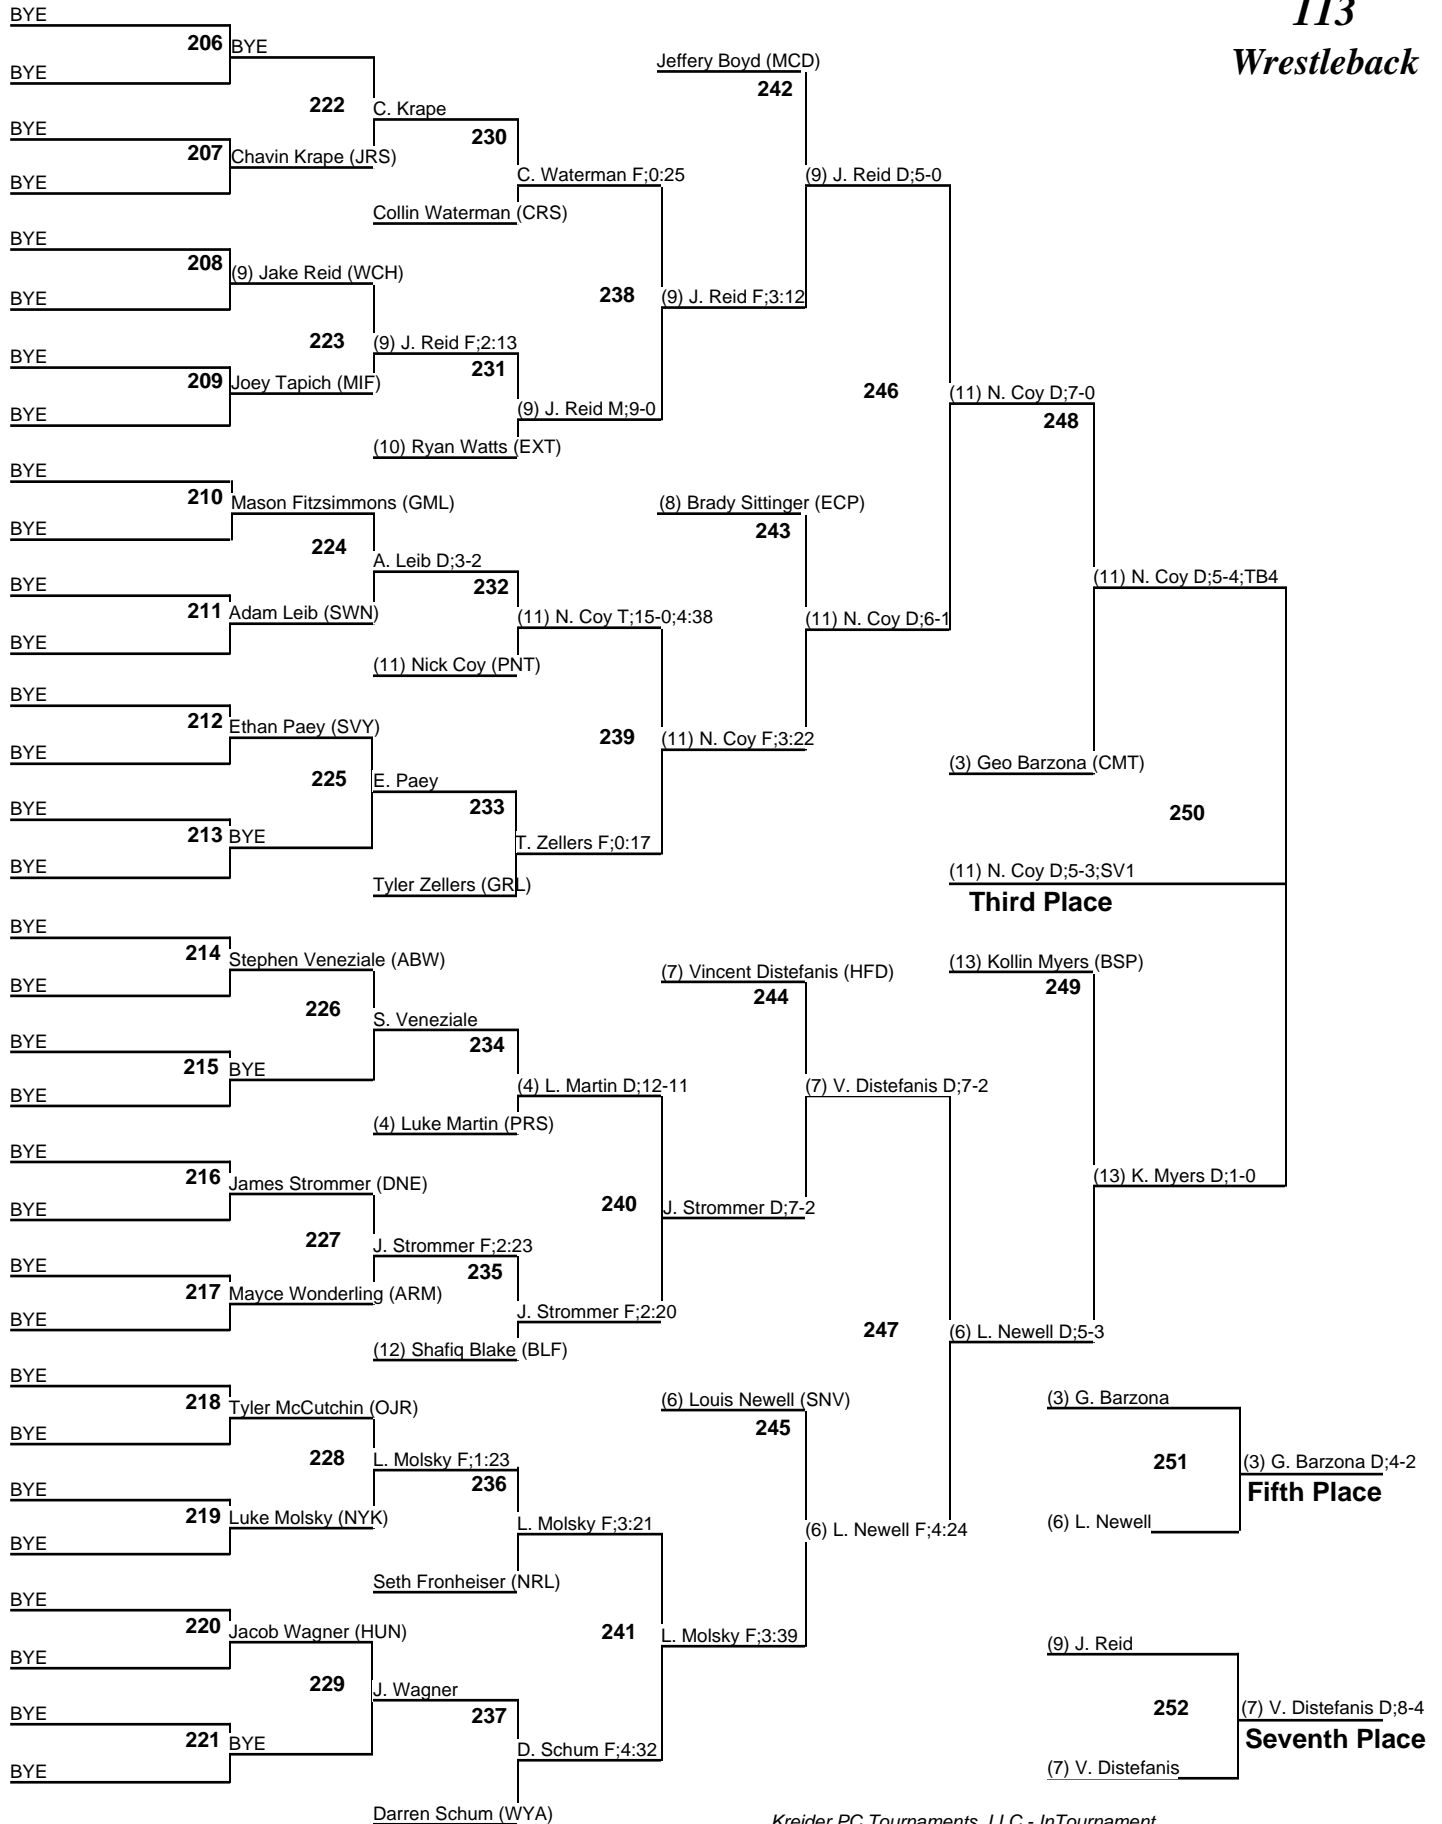 113
Wrestleback
BYE
206 BYE
BYE
222 C. Krape
BYE
207 Chavin Krape (JRS)
BYE
230
C. Waterman F;0:25
Collin Waterman (CRS)
BYE
208 (9) Jake Reid (WCH)
BYE
238 (9) J. Reid F;3:12
223 (9) J. Reid F;2:13
BYE
209 Joey Tapich (MIF)
BYE
231
(9) J. Reid M;9-0
(10) Ryan Watts (EXT)
Jeffery Boyd (MCD)
242
(9) J. Reid D;5-0
BYE
210 Mason Fitzsimmons (GML)
BYE
224 A. Leib D;3-2
BYE
211 Adam Leib (SWN)
BYE
232
(11) N. Coy T;15-0;4:38
(11) Nick Coy (PNT)
BYE
212 Ethan Paey (SVY)
BYE
239 (11) N. Coy F;3:22
225 E. Paey
BYE
213 BYE
BYE
233
T. Zellers F;0:17
Tyler Zellers (GRL)
(8) Brady Sittinger (ECP)
243
(11) N. Coy D;6-1
246 (11) N. Coy D;7-0
248
(11) N. Coy D;5-4;TB4
(3) Geo Barzona (CMT)
250
(11) N. Coy D;5-3;SV1
Third Place
BYE
214 Stephen Veneziale (ABW)
BYE
226 S. Veneziale
BYE
215 BYE
BYE
234
(4) L. Martin D;12-11
(4) Luke Martin (PRS)
BYE
216 James Strommer (DNE)
BYE
240 J. Strommer D;7-2
227 J. Strommer F;2:23
BYE
217 Mayce Wonderling (ARM)
BYE
235
J. Strommer F;2:20
(12) Shafiq Blake (BLF)
(7) Vincent Distefanis (HFD)
244
(7) V. Distefanis D;7-2
(13) Kollin Myers (BSP)
249
(13) K. Myers D;1-0
247 (6) L. Newell D;5-3
BYE
218 Tyler McCutchin (OJR)
BYE
228 L. Molsky F;1:23
BYE
219 Luke Molsky (NYK)
BYE
236
L. Molsky F;3:21
Seth Fronheiser (NRL)
(6) Louis Newell (SNV)
245
(6) L. Newell F;4:24
BYE
220 Jacob Wagner (HUN)
BYE
241 L. Molsky F;3:39
229 J. Wagner
BYE
221 BYE
BYE
237
D. Schum F;4:32
Darren Schum (WYA)
(3) G. Barzona
251 (3) G. Barzona D;4-2
Fifth Place
(6) L. Newell
(9) J. Reid
252 (7) V. Distefanis D;8-4
Seventh Place
(7) V. Distefanis
Kreider PC Tournaments, LLC - InTournament